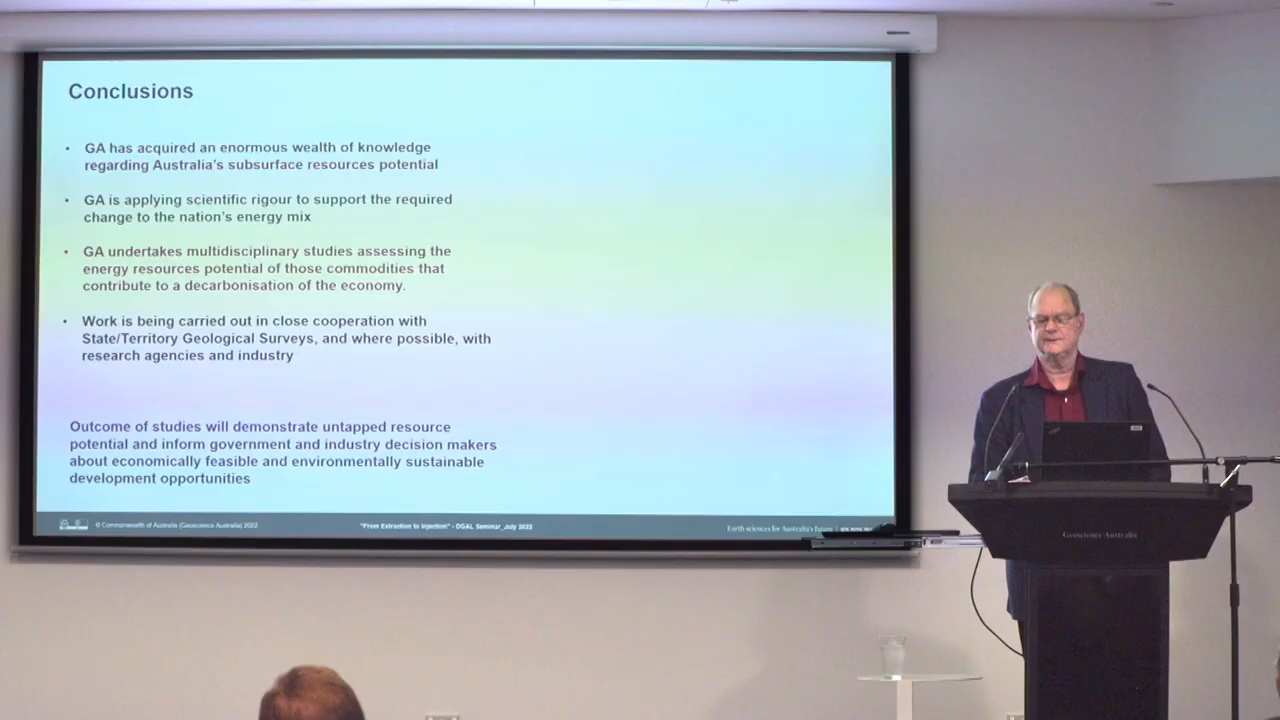 Conclusions
• GA has acquired an enormous wealth of knowledge
regarding Australia's subsurface resources potential
• GA is applying scientific rigour to support the required
change to the nation's energy mix
• GA undertakes multidisciplinary studies assessing the
energy resources potential of those commodities that
contribute to a decarbonisation of the economy.
• Work is being carried out in close cooperation with
State/Territory Geological Surveys, and where possible, with
research agencies and industry
Outcome of studies will demonstrate untapped resource
potential and inform government and industry decision makers
about economically feasible and environmentally sustainable
development opportunities
© Commonwealth of Australia (Geoscience Australia) 2022
"From Extraction to Injection" - DGAL Seminar_July 2022
Earth sciences for Australia's future
Geoscience Australia